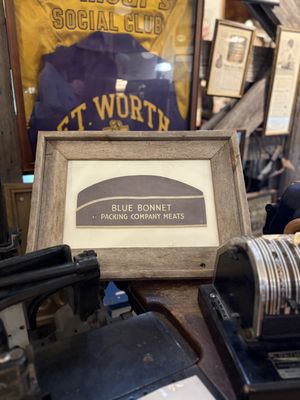 SOCIAL CLUB
FT. WORTH
BLUE BONNET
PACKING COMPANY MEATS